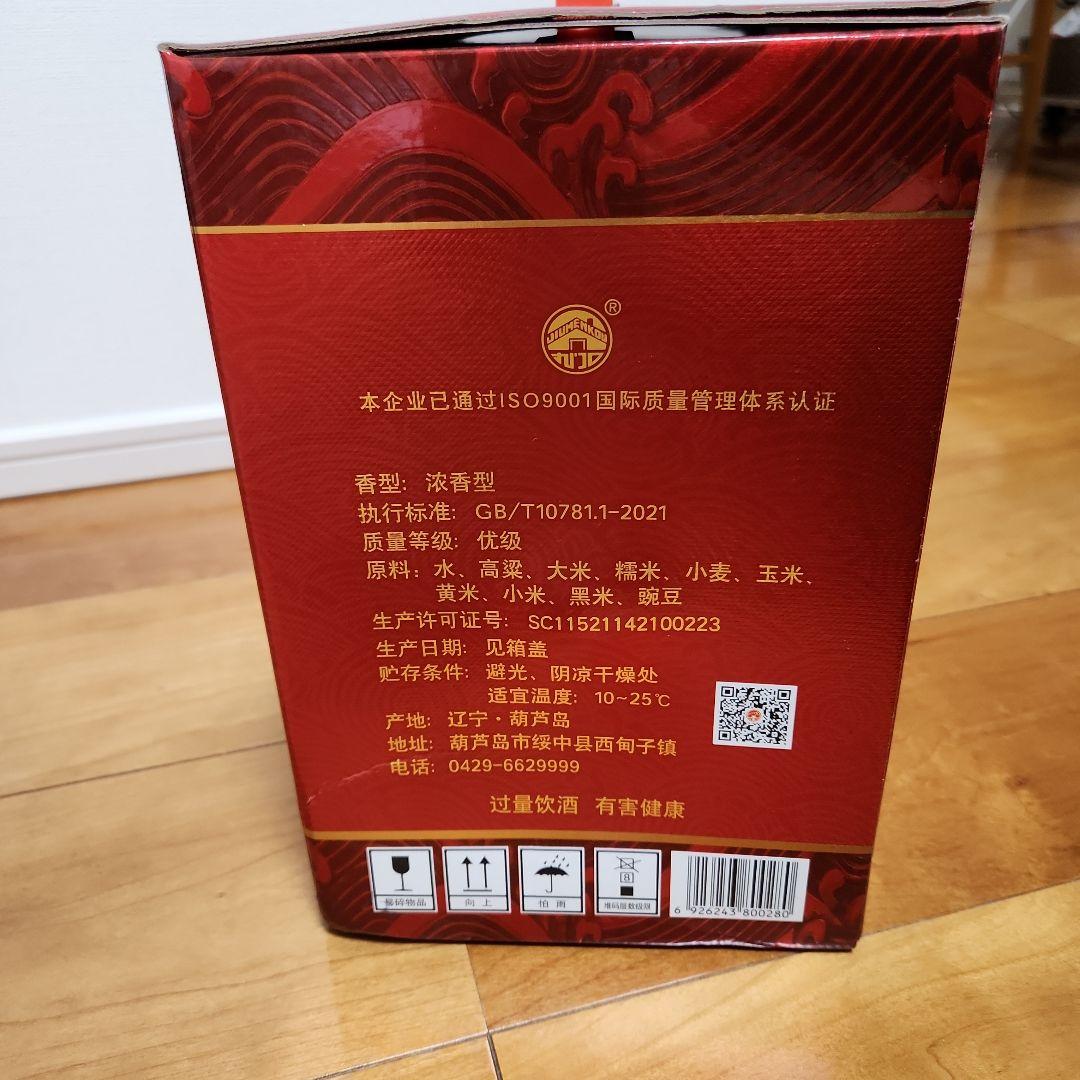 ®
JIUMENKOU
本企业已通过ISO9001国际质量管理体系认证
香型: 浓香型
执行标准: GB/T10781.1-2021
质量等级: 优级
原料: 水、高粱、大米、糯米、小麦、玉米、
黄米、小米、黑米、豌豆
生产许可证号: SC11521142100223
生产日期: 见箱盖
贮存条件: 避光、阴凉干燥处
适宜温度: 10~25℃
产地: 辽宁·葫芦岛
地址: 葫芦岛市绥中县西甸子镇
电话: 0429-6629999
过量饮酒 有害健康
易碎物品
向上
怕雨
8
堆码层数极限
6 926243 800280